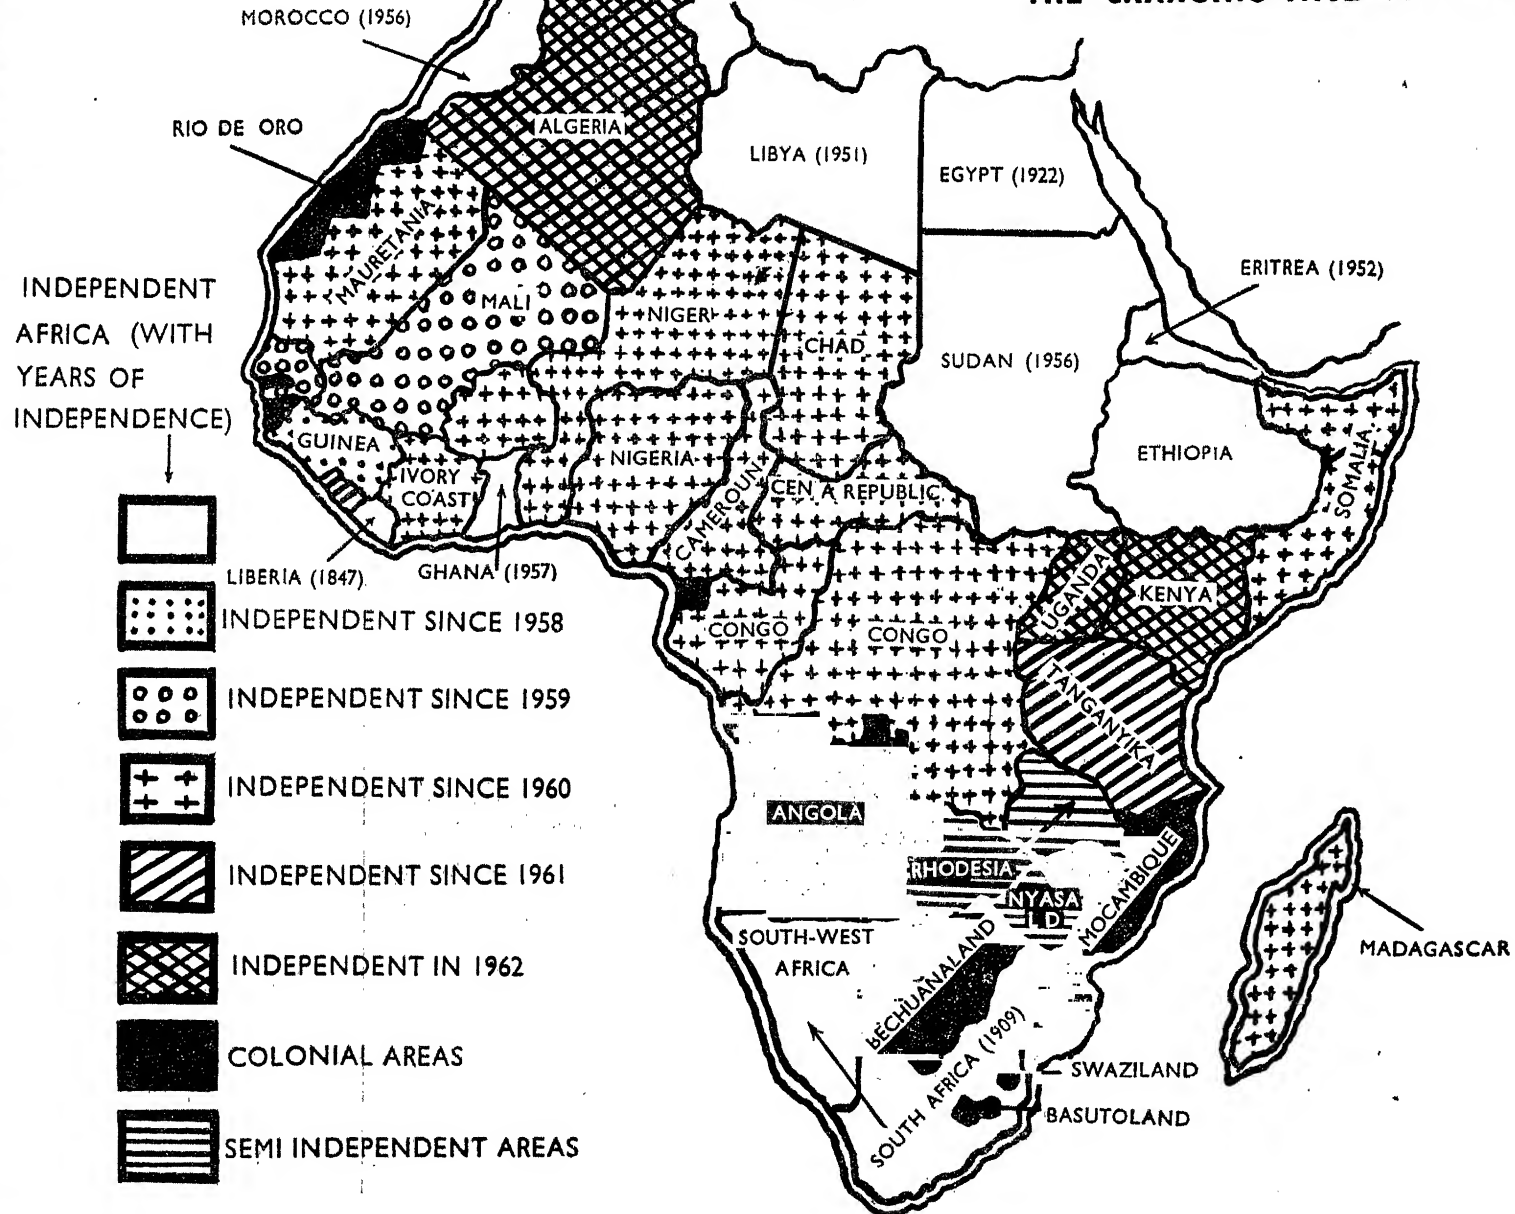 THE
MOROCCO (1956)
RIO DE ORO
ALGERIA
LIBYA (1951)
EGYPT (1922)
MAURETANIA
MALI
NIGER
CHAD
SUDAN (1956)
ERITREA (1952)
ETHIOPIA
SOMALIA
GUINEA
IVORY
COAST
NIGERIA
CAMEROUN
CEN A REPUBLIC
LIBERIA (1847)
GHANA (1957)
CONGO
CONGO
UGANDA
KENYA
TANGANYIKA
ANGOLA
RHODESIA
NYASA
L D
MOCAMBIQUE
SOUTH-WEST
AFRICA
BECHUANALAND
SOUTH AFRICA (1909)
SWAZILAND
BASUTOLAND
MADAGASCAR
INDEPENDENT
AFRICA (WITH
YEARS OF
INDEPENDENCE)
INDEPENDENT SINCE 1958
INDEPENDENT SINCE 1959
INDEPENDENT SINCE 1960
INDEPENDENT SINCE 1961
INDEPENDENT IN 1962
COLONIAL AREAS
SEMI INDEPENDENT AREAS